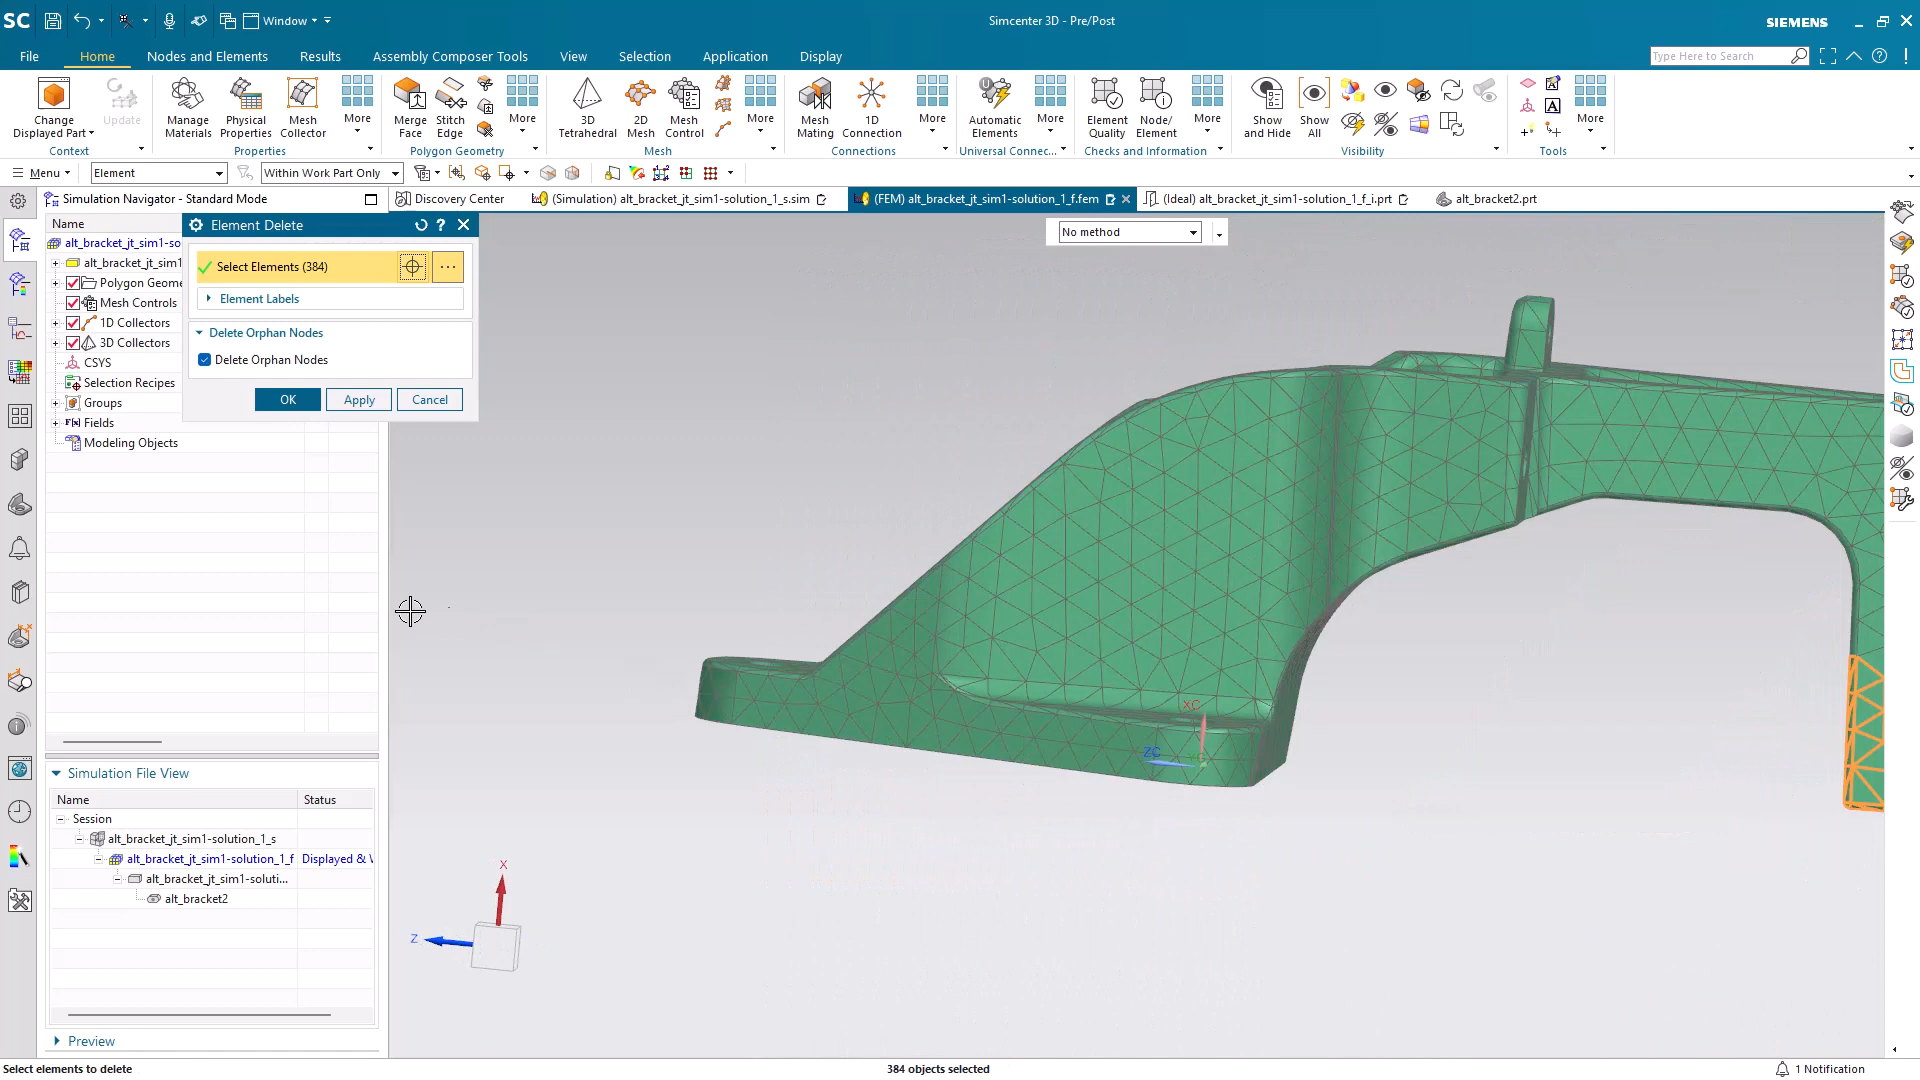 SC
Window
Simcenter 3D - Pre/Post
SIEMENS
File
Home
Nodes and Elements
Results
Assembly Composer Tools
View
Selection
Application
Display
Type Here to Search
Change Displayed Part
Update
Manage Materials
Physical Properties
Mesh Collector
More
Merge Face
Stitch Edge
More
3D Tetrahedral
2D Mesh
Mesh Control
More
Mesh Mating
1D Connection
More
Automatic Elements
More
Element Quality
Node/ Element
More
Show and Hide
Show All
More
Context
Properties
Polygon Geometry
Mesh
Connections
Universal Connec...
Checks and Information
Visibility
Tools
Menu
Element
Within Work Part Only
Simulation Navigator - Standard Mode
Discovery Center
(Simulation) alt_bracket_jt_sim1-solution_1_s.sim
(FEM) alt_bracket_jt_sim1-solution_1_f.fem
(Ideal) alt_bracket_jt_sim1-solution_1_f_i.prt
alt_bracket2.prt
Name
alt_bracket_jt_sim1-so
alt_bracket_jt_sim1
Polygon Geome
Mesh Controls
1D Collectors
3D Collectors
CSYS
Selection Recipes
Groups
Fields
Modeling Objects
Element Delete
Select Elements (384)
Element Labels
Delete Orphan Nodes
Delete Orphan Nodes
OK
Apply
Cancel
No method
XC
ZC
X
Z
Simulation File View
Name
Status
Session
alt_bracket_jt_sim1-solution_1_s
alt_bracket_jt_sim1-solution_1_f
Displayed & W
alt_bracket_jt_sim1-soluti...
alt_bracket2
Preview
Select elements to delete
384 objects selected
1 Notification